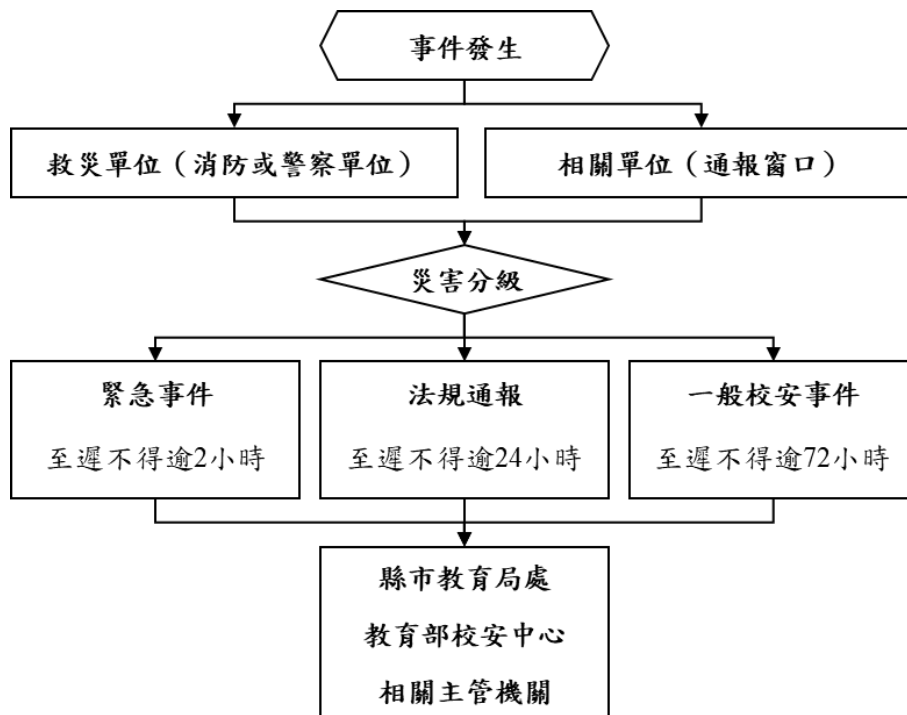 事件發生
救災單位（消防或警察單位）
相關單位（通報窗口）
災害分級
緊急事件
至遲不得逾2小時
法規通報
至遲不得逾24小時
一般校安事件
至遲不得逾72小時
縣市教育局處
教育部校安中心
相關主管機關